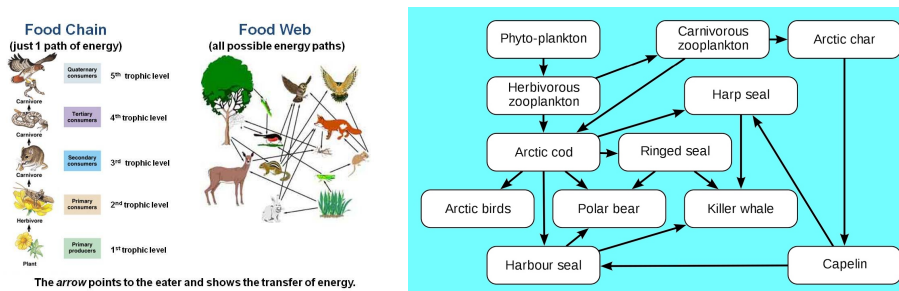 Food Chain
(just 1 path of energy)
Quaternary
consumers
5th trophic level
Carnivore
Tertiary
consumers
4th trophic level
Carnivore
Secondary
consumers
3rd trophic level
Carnivore
Primary
consumers
2nd trophic level
Herbivore
Primary
producers
1st trophic level
Plant
Food Web
(all possible energy paths)
The arrow points to the eater and shows the transfer of energy.
Phyto-plankton
Carnivorous
zooplankton
Arctic char
Herbivorous
zooplankton
Harp seal
Arctic cod
Ringed seal
Arctic birds
Polar bear
Killer whale
Harbour seal
Capelin